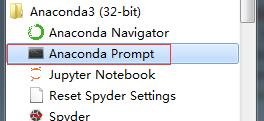 Anaconda3 (32-bit)
Anaconda Navigator
Anaconda Prompt
Jupyter Notebook
Reset Spyder Settings
Spyder